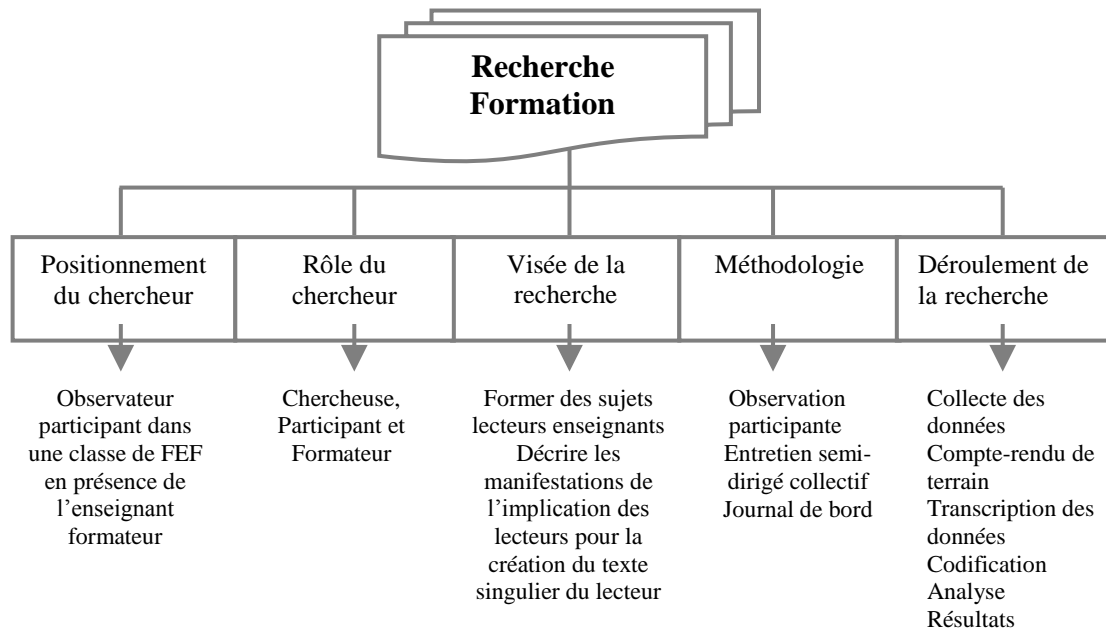 Recherche
Formation
Positionnement
du chercheur
Rôle du
chercheur
Visée de la
recherche
Méthodologie
Déroulement de
la recherche
Observateur
participant dans
une classe de FEF
en présence de
l’enseignant
formateur
Chercheuse,
Participant et
Formateur
Former des sujets
lecteurs enseignants
Décrire les
manifestations de
l’implication des
lecteurs pour la
création du texte
singulier du lecteur
Observation
participante
Entretien semi-
dirigé collectif
Journal de bord
Collecte des
données
Compte-rendu de
terrain
Transcription des
données
Codification
Analyse
Résultats